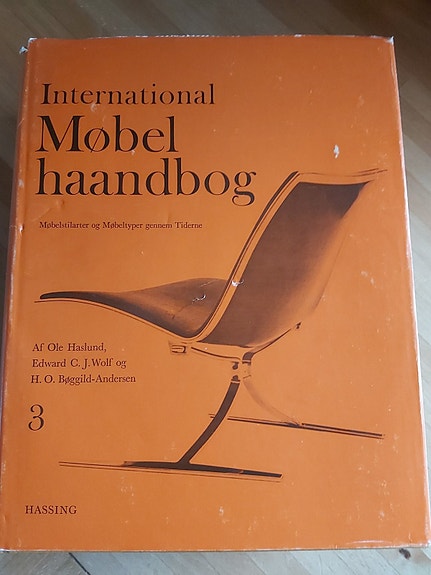 International
Møbel
haandbog
Møbelstilarter og Møbeltyper gennem Tiderne
Af Ole Haslund,
Edward C. J. Wolf og
H. O. Bøggild-Andersen
3
HASSING